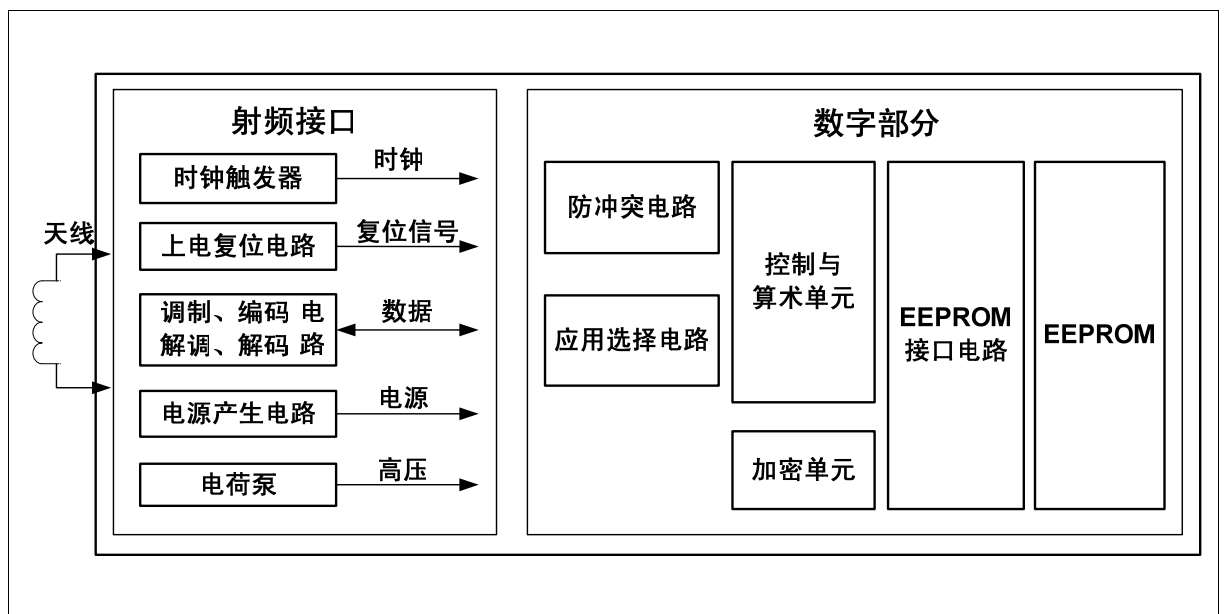 射频接口
时钟触发器
时钟
天线
上电复位电路
复位信号
调制、编码 电
解调、解码 路
数据
电源产生电路
电源
电荷泵
高压
数字部分
防冲突电路
应用选择电路
控制与
算术单元
加密单元
EEPROM
接口电路
EEPROM